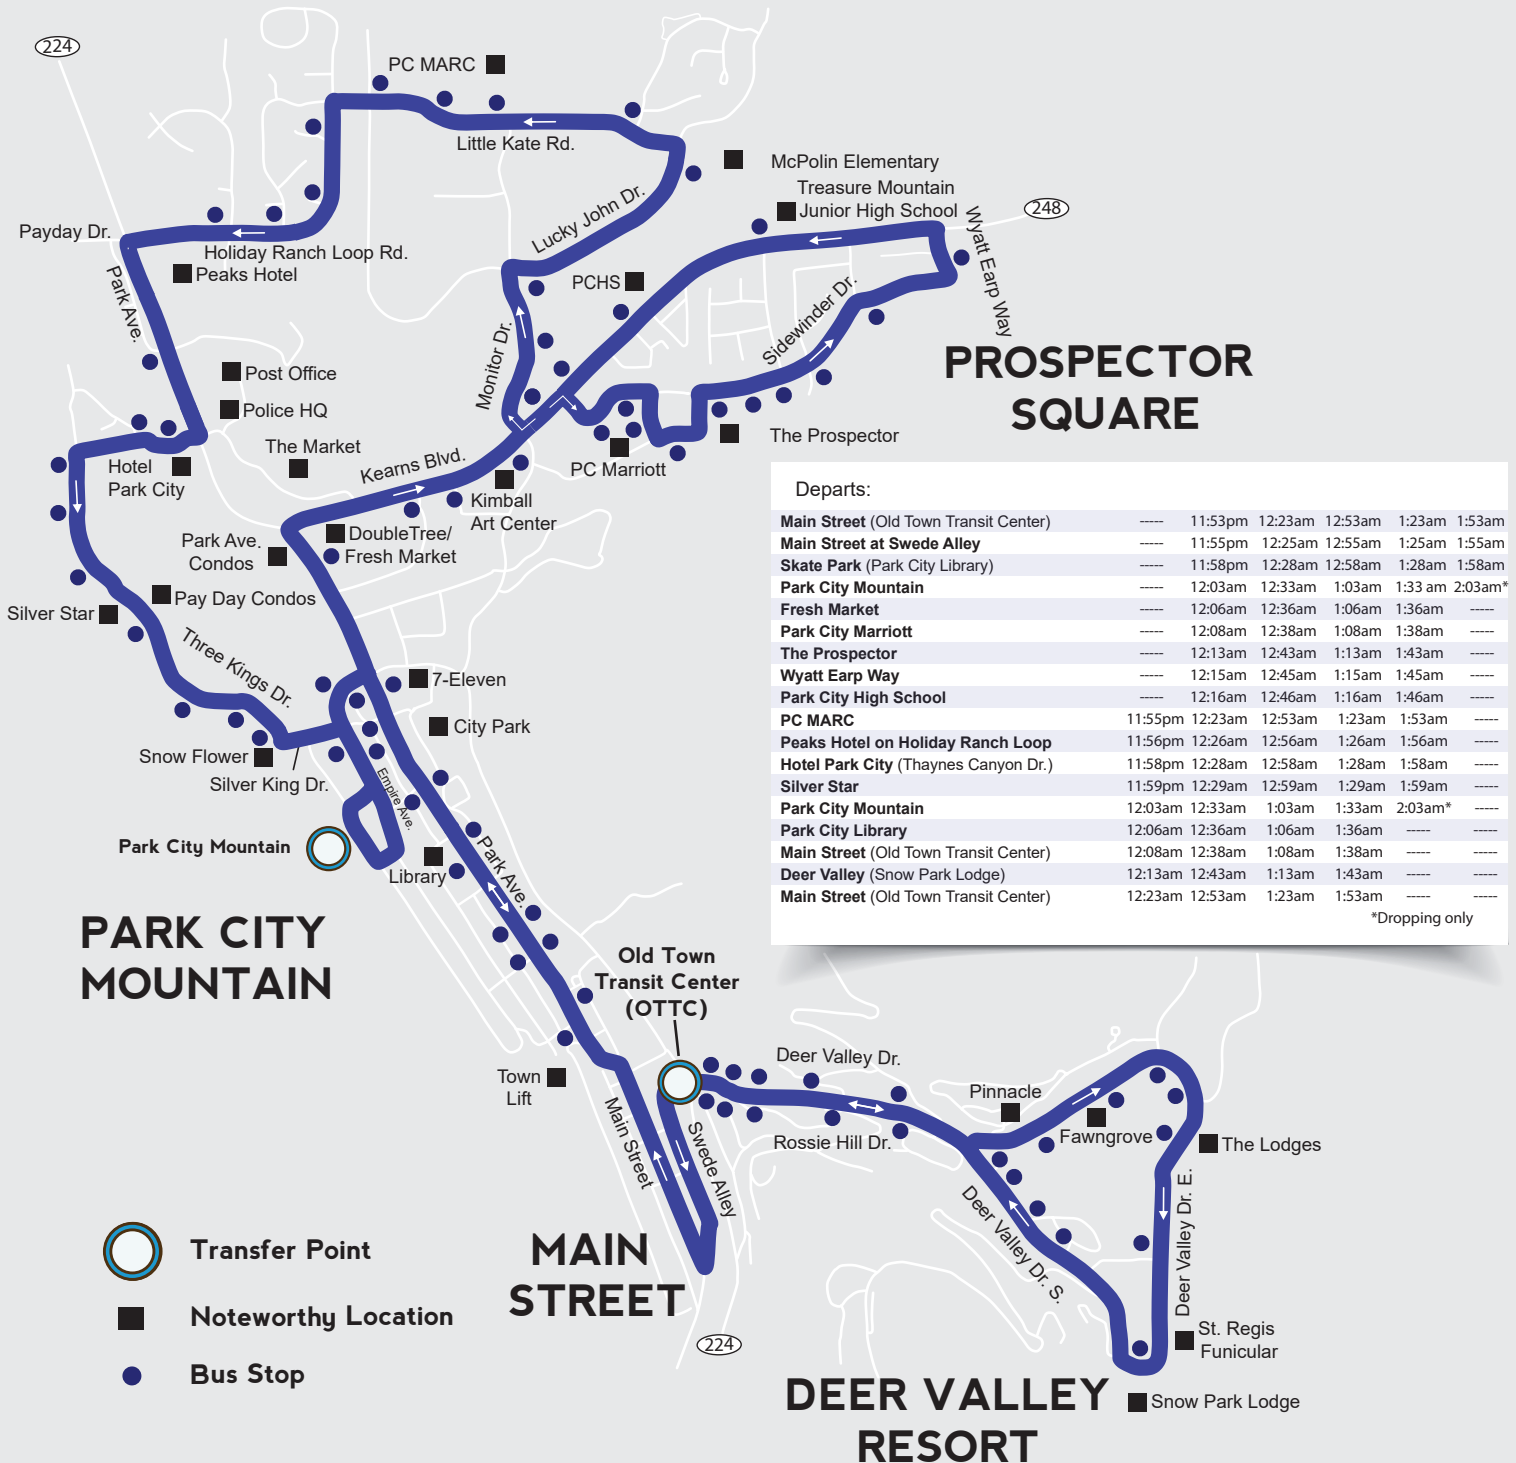 224
PC MARC
Little Kate Rd.
McPolin Elementary
Treasure Mountain
Junior High School
248
Wyatt Earp Way
Payday Dr.
Lucky John Dr.
Holiday Ranch Loop Rd.
Peaks Hotel
Park Ave.
PCHS
Sidewinder Dr.
Monitor Dr.
PROSPECTOR
SQUARE
Post Office
Police HQ
The Market
Hotel
Park City
Kearns Blvd.
The Prospector
PC Marriott
Kimball
Art Center
DoubleTree/
Fresh Market
Park Ave.
Condos
Pay Day Condos
Silver Star
Three Kings Dr.
7-Eleven
City Park
Snow Flower
Silver King Dr.
Empire Ave.
Park City Mountain
Library
Park Ave.
PARK CITY
MOUNTAIN
Departs:
Main Street (Old Town Transit Center) ----- 11:53pm 12:23am 12:53am 1:23am 1:53am
Main Street at Swede Alley ----- 11:55pm 12:25am 12:55am 1:25am 1:55am
Skate Park (Park City Library) ----- 11:58pm 12:28am 12:58am 1:28am 1:58am
Park City Mountain ----- 12:03am 12:33am 1:03am 1:33 am 2:03am*
Fresh Market ----- 12:06am 12:36am 1:06am 1:36am -----
Park City Marriott ----- 12:08am 12:38am 1:08am 1:38am -----
The Prospector ----- 12:13am 12:43am 1:13am 1:43am -----
Wyatt Earp Way ----- 12:15am 12:45am 1:15am 1:45am -----
Park City High School ----- 12:16am 12:46am 1:16am 1:46am -----
PC MARC 11:55pm 12:23am 12:53am 1:23am 1:53am -----
Peaks Hotel on Holiday Ranch Loop 11:56pm 12:26am 12:56am 1:26am 1:56am -----
Hotel Park City (Thaynes Canyon Dr.) 11:58pm 12:28am 12:58am 1:28am 1:58am -----
Silver Star 11:59pm 12:29am 12:59am 1:29am 1:59am -----
Park City Mountain 12:03am 12:33am 1:03am 1:33am 2:03am* -----
Park City Library 12:06am 12:36am 1:06am 1:36am ----- -----
Main Street (Old Town Transit Center) 12:08am 12:38am 1:08am 1:38am ----- -----
Deer Valley (Snow Park Lodge) 12:13am 12:43am 1:13am 1:43am ----- -----
Main Street (Old Town Transit Center) 12:23am 12:53am 1:23am 1:53am ----- -----
*Dropping only
Old Town
Transit Center
(OTTC)
Town
Lift
Main Street
Swede Alley
Deer Valley Dr.
Rossie Hill Dr.
Pinnacle
Fawngrove
The Lodges
Deer Valley Dr. E.
Deer Valley Dr. S.
St. Regis
Funicular
Snow Park Lodge
MAIN
STREET
224
DEER VALLEY
RESORT
Transfer Point
Noteworthy Location
Bus Stop